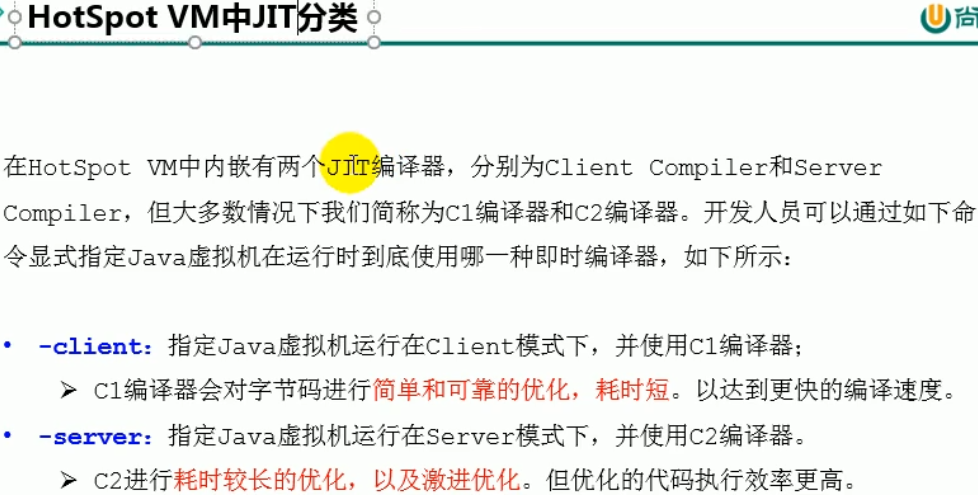 HotSpot VM中JIT分类
尚
在HotSpot VM中内嵌有两个JIT编译器，分别为Client Compiler和Server
Compiler，但大多数情况下我们简称为C1编译器和C2编译器。开发人员可以通过如下命
令显式指定Java虚拟机在运行时到底使用哪一种即时编译器，如下所示：
• -client：指定Java虚拟机运行在Client模式下，并使用C1编译器；
➢ C1编译器会对字节码进行简单和可靠的优化，耗时短。以达到更快的编译速度。
• -server：指定Java虚拟机运行在Server模式下，并使用C2编译器。
➢ C2进行耗时较长的优化，以及激进优化。但优化的代码执行效率更高。